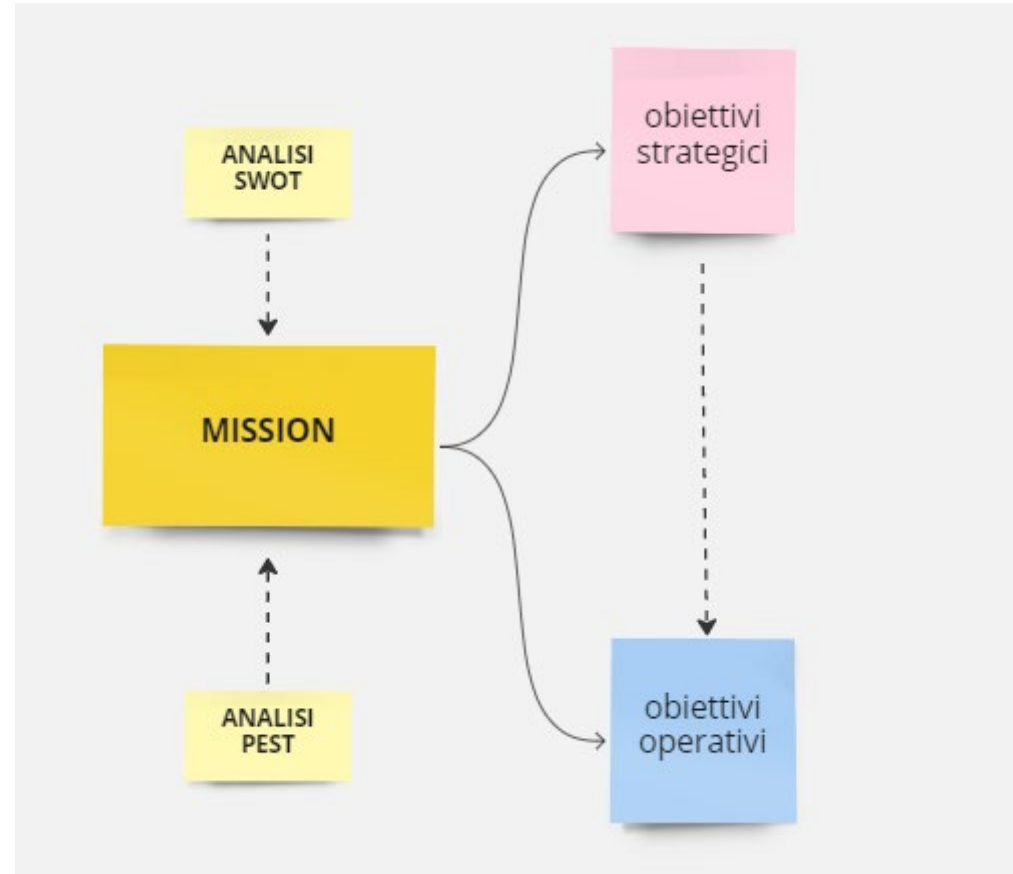 ANALISI
SWOT
MISSION
ANALISI
PEST
obiettivi
strategici
obiettivi
operativi